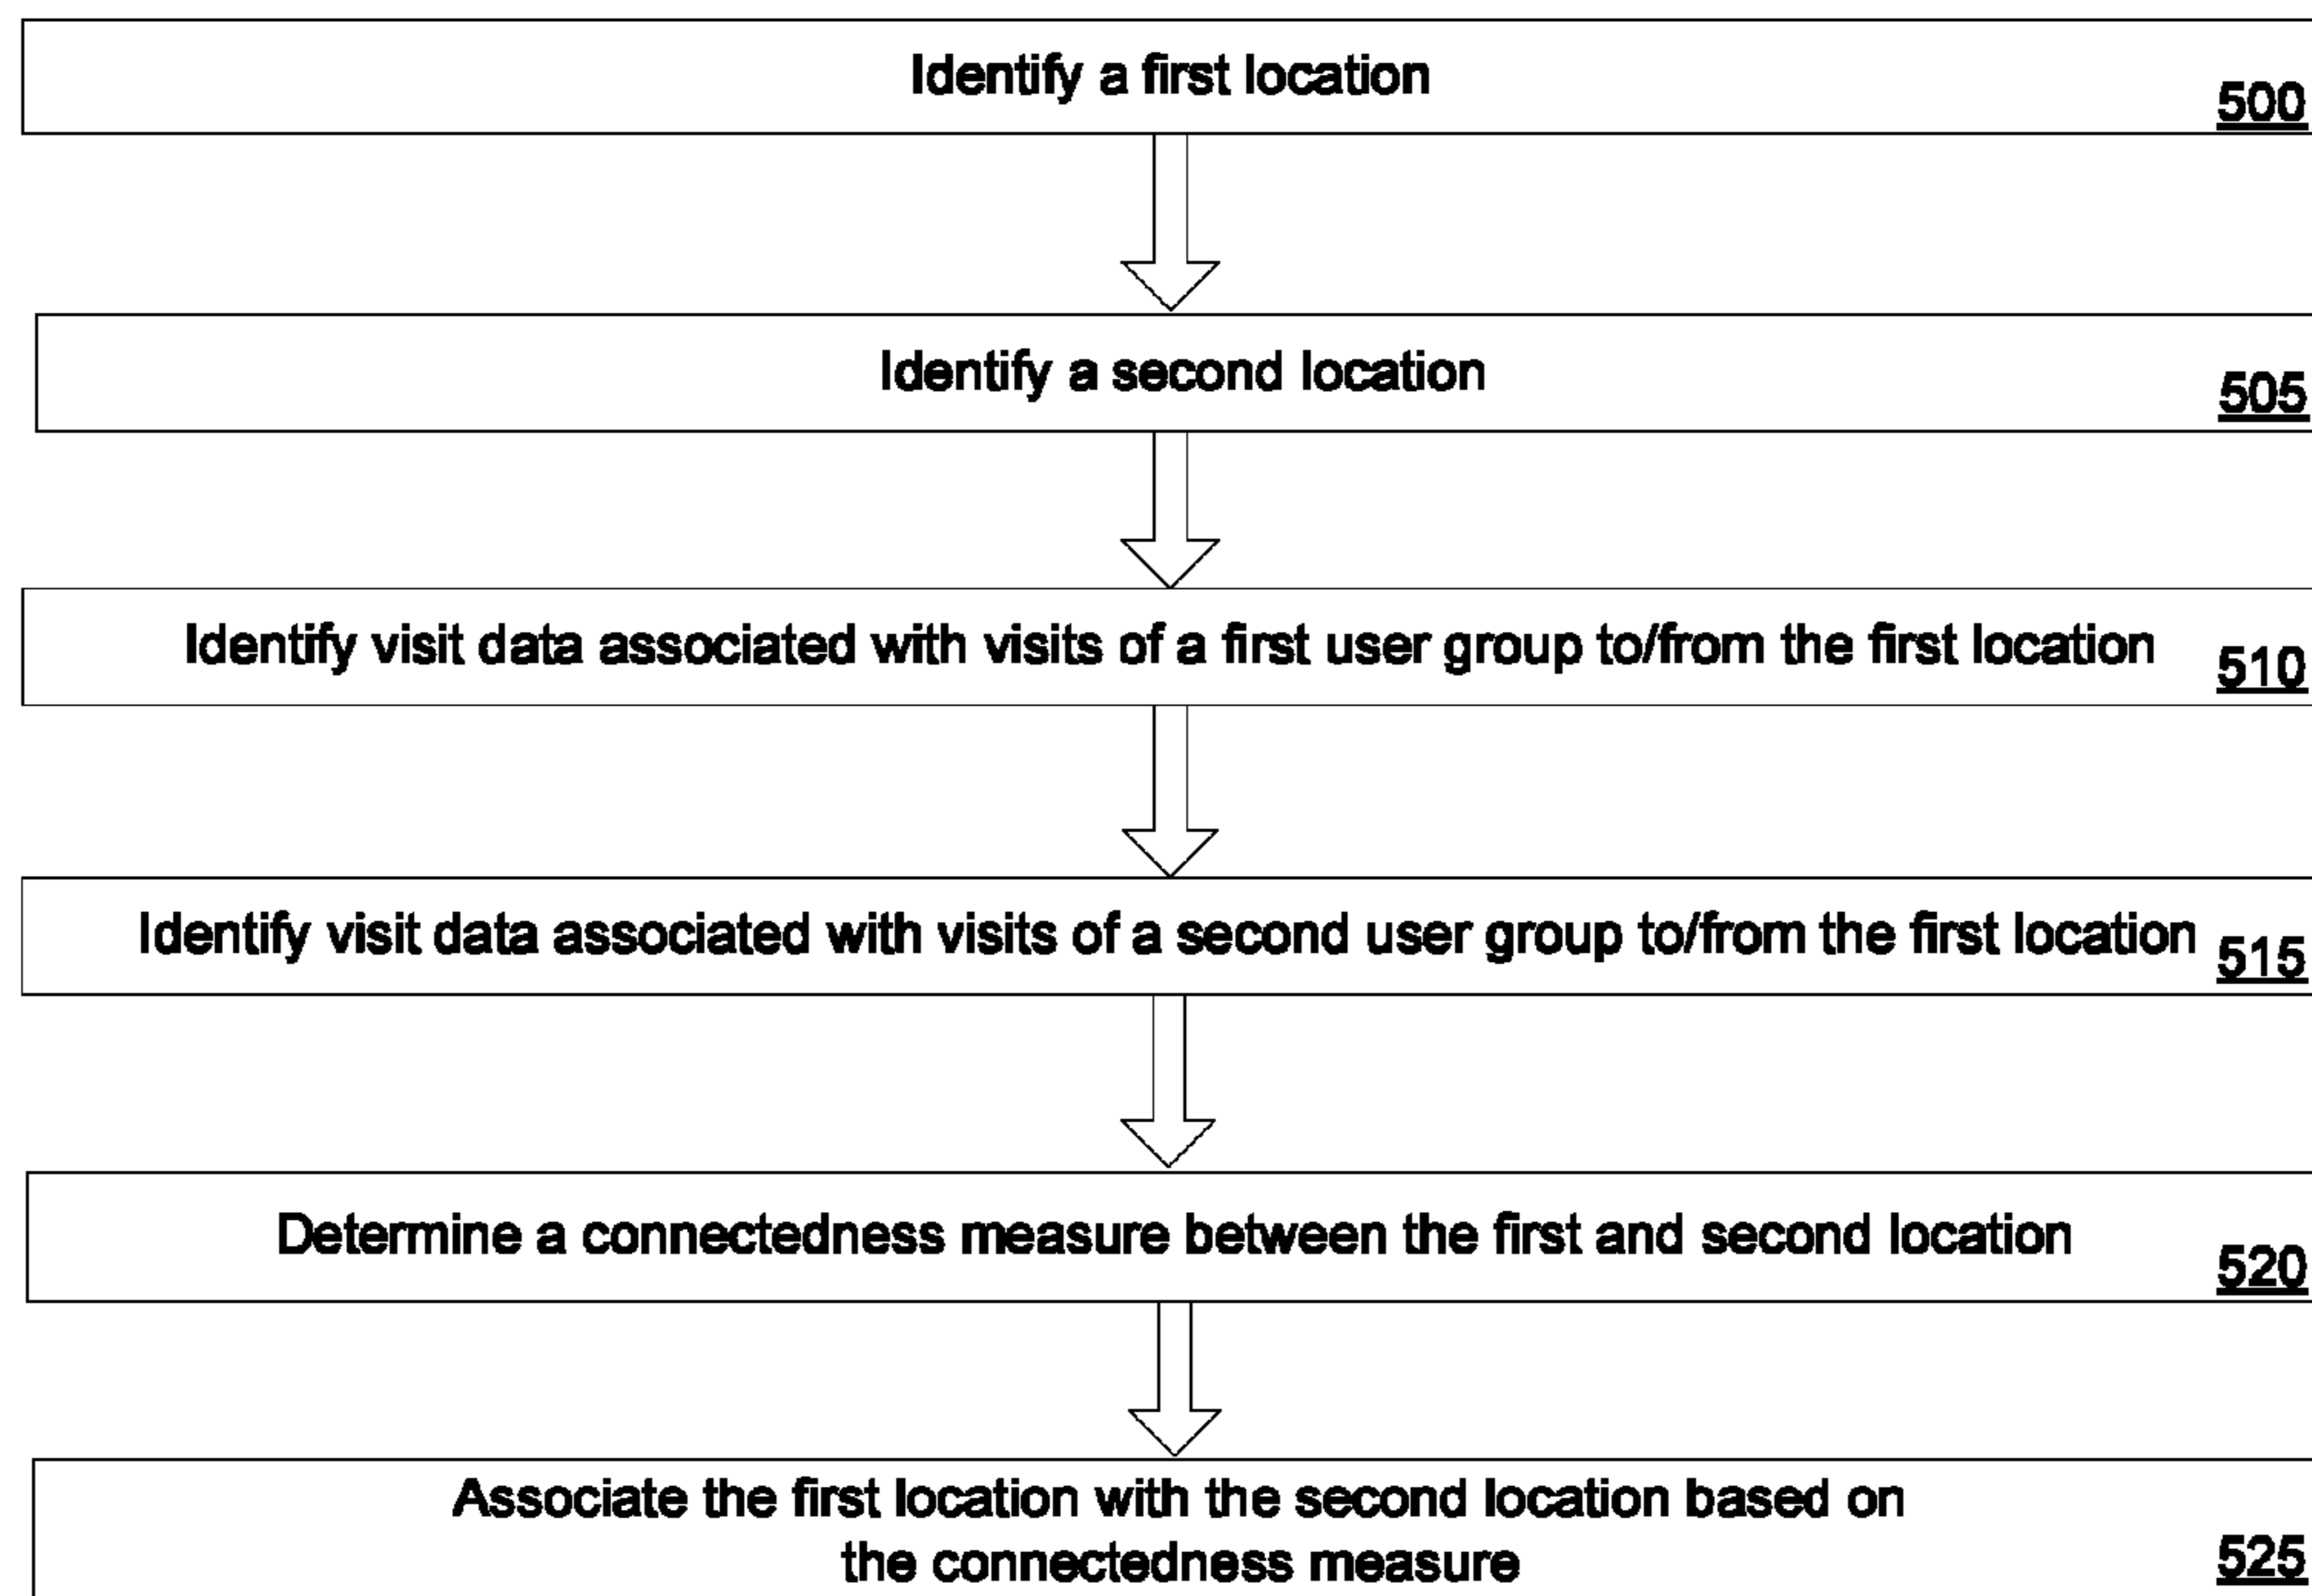 Identify a first location
500
Identify a second location
505
Identify visit data associated with visits of a first user group to/from the first location
510
Identify visit data associated with visits of a second user group to/from the first location
515
Determine a connectedness measure between the first and second location
520
Associate the first location with the second location based on
the connectedness measure
525